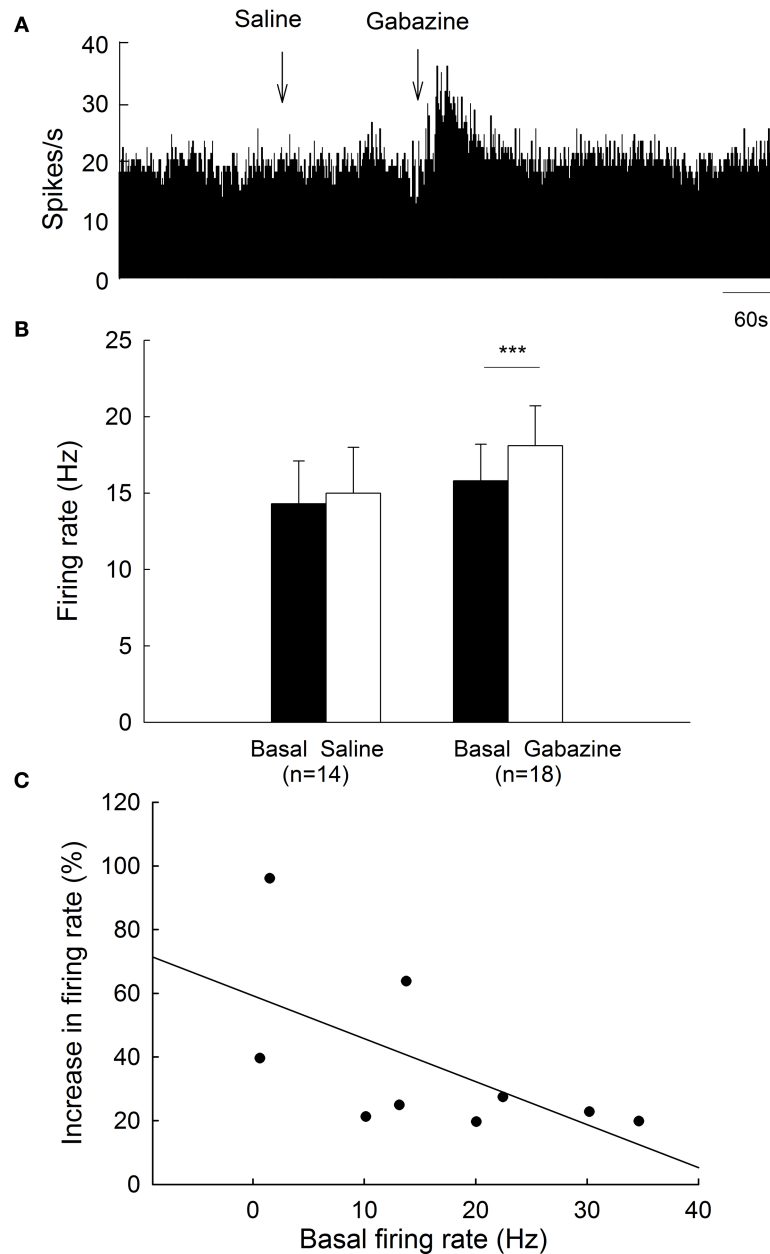 A
Saline Gabazine
40
30
20
10
0
Spikes/s
60s
B
25
20
15
10
5
0
Firing rate (Hz)
***
Basal Saline Basal Gabazine
(n=14) (n=18)
C
120
100
80
60
40
20
0
Increase in firing rate (%)
0 10 20 30 40
Basal firing rate (Hz)